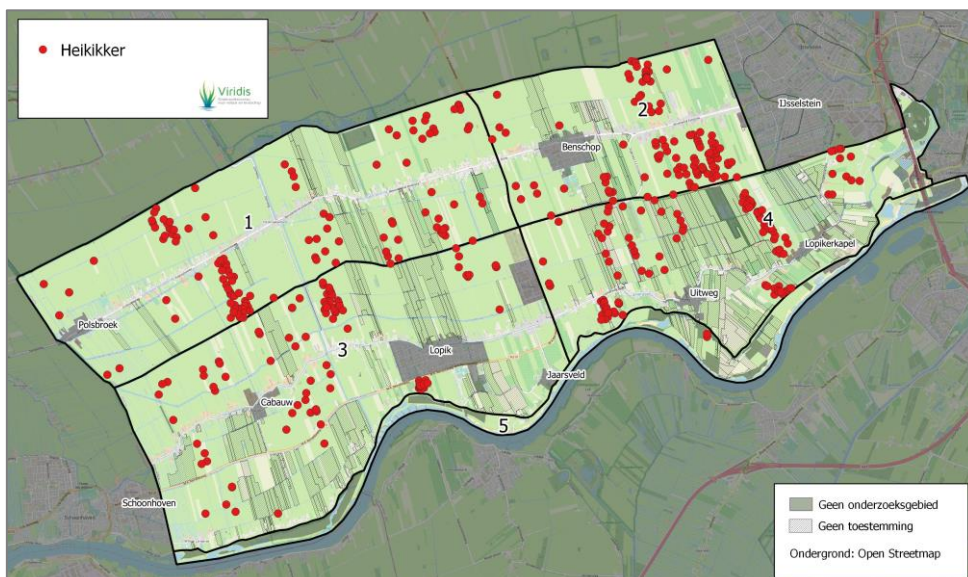 Heikikker
Viridis
IJsselstein
2
Benschop
1
4
Lopikerkapel
Uitweg
Polsbroek
3
Lopik
Jaarsveld
Cabauw
5
Schoonhoven
Geen onderzoeksgebied
Geen toestemming
Ondergrond: Open Streetmap